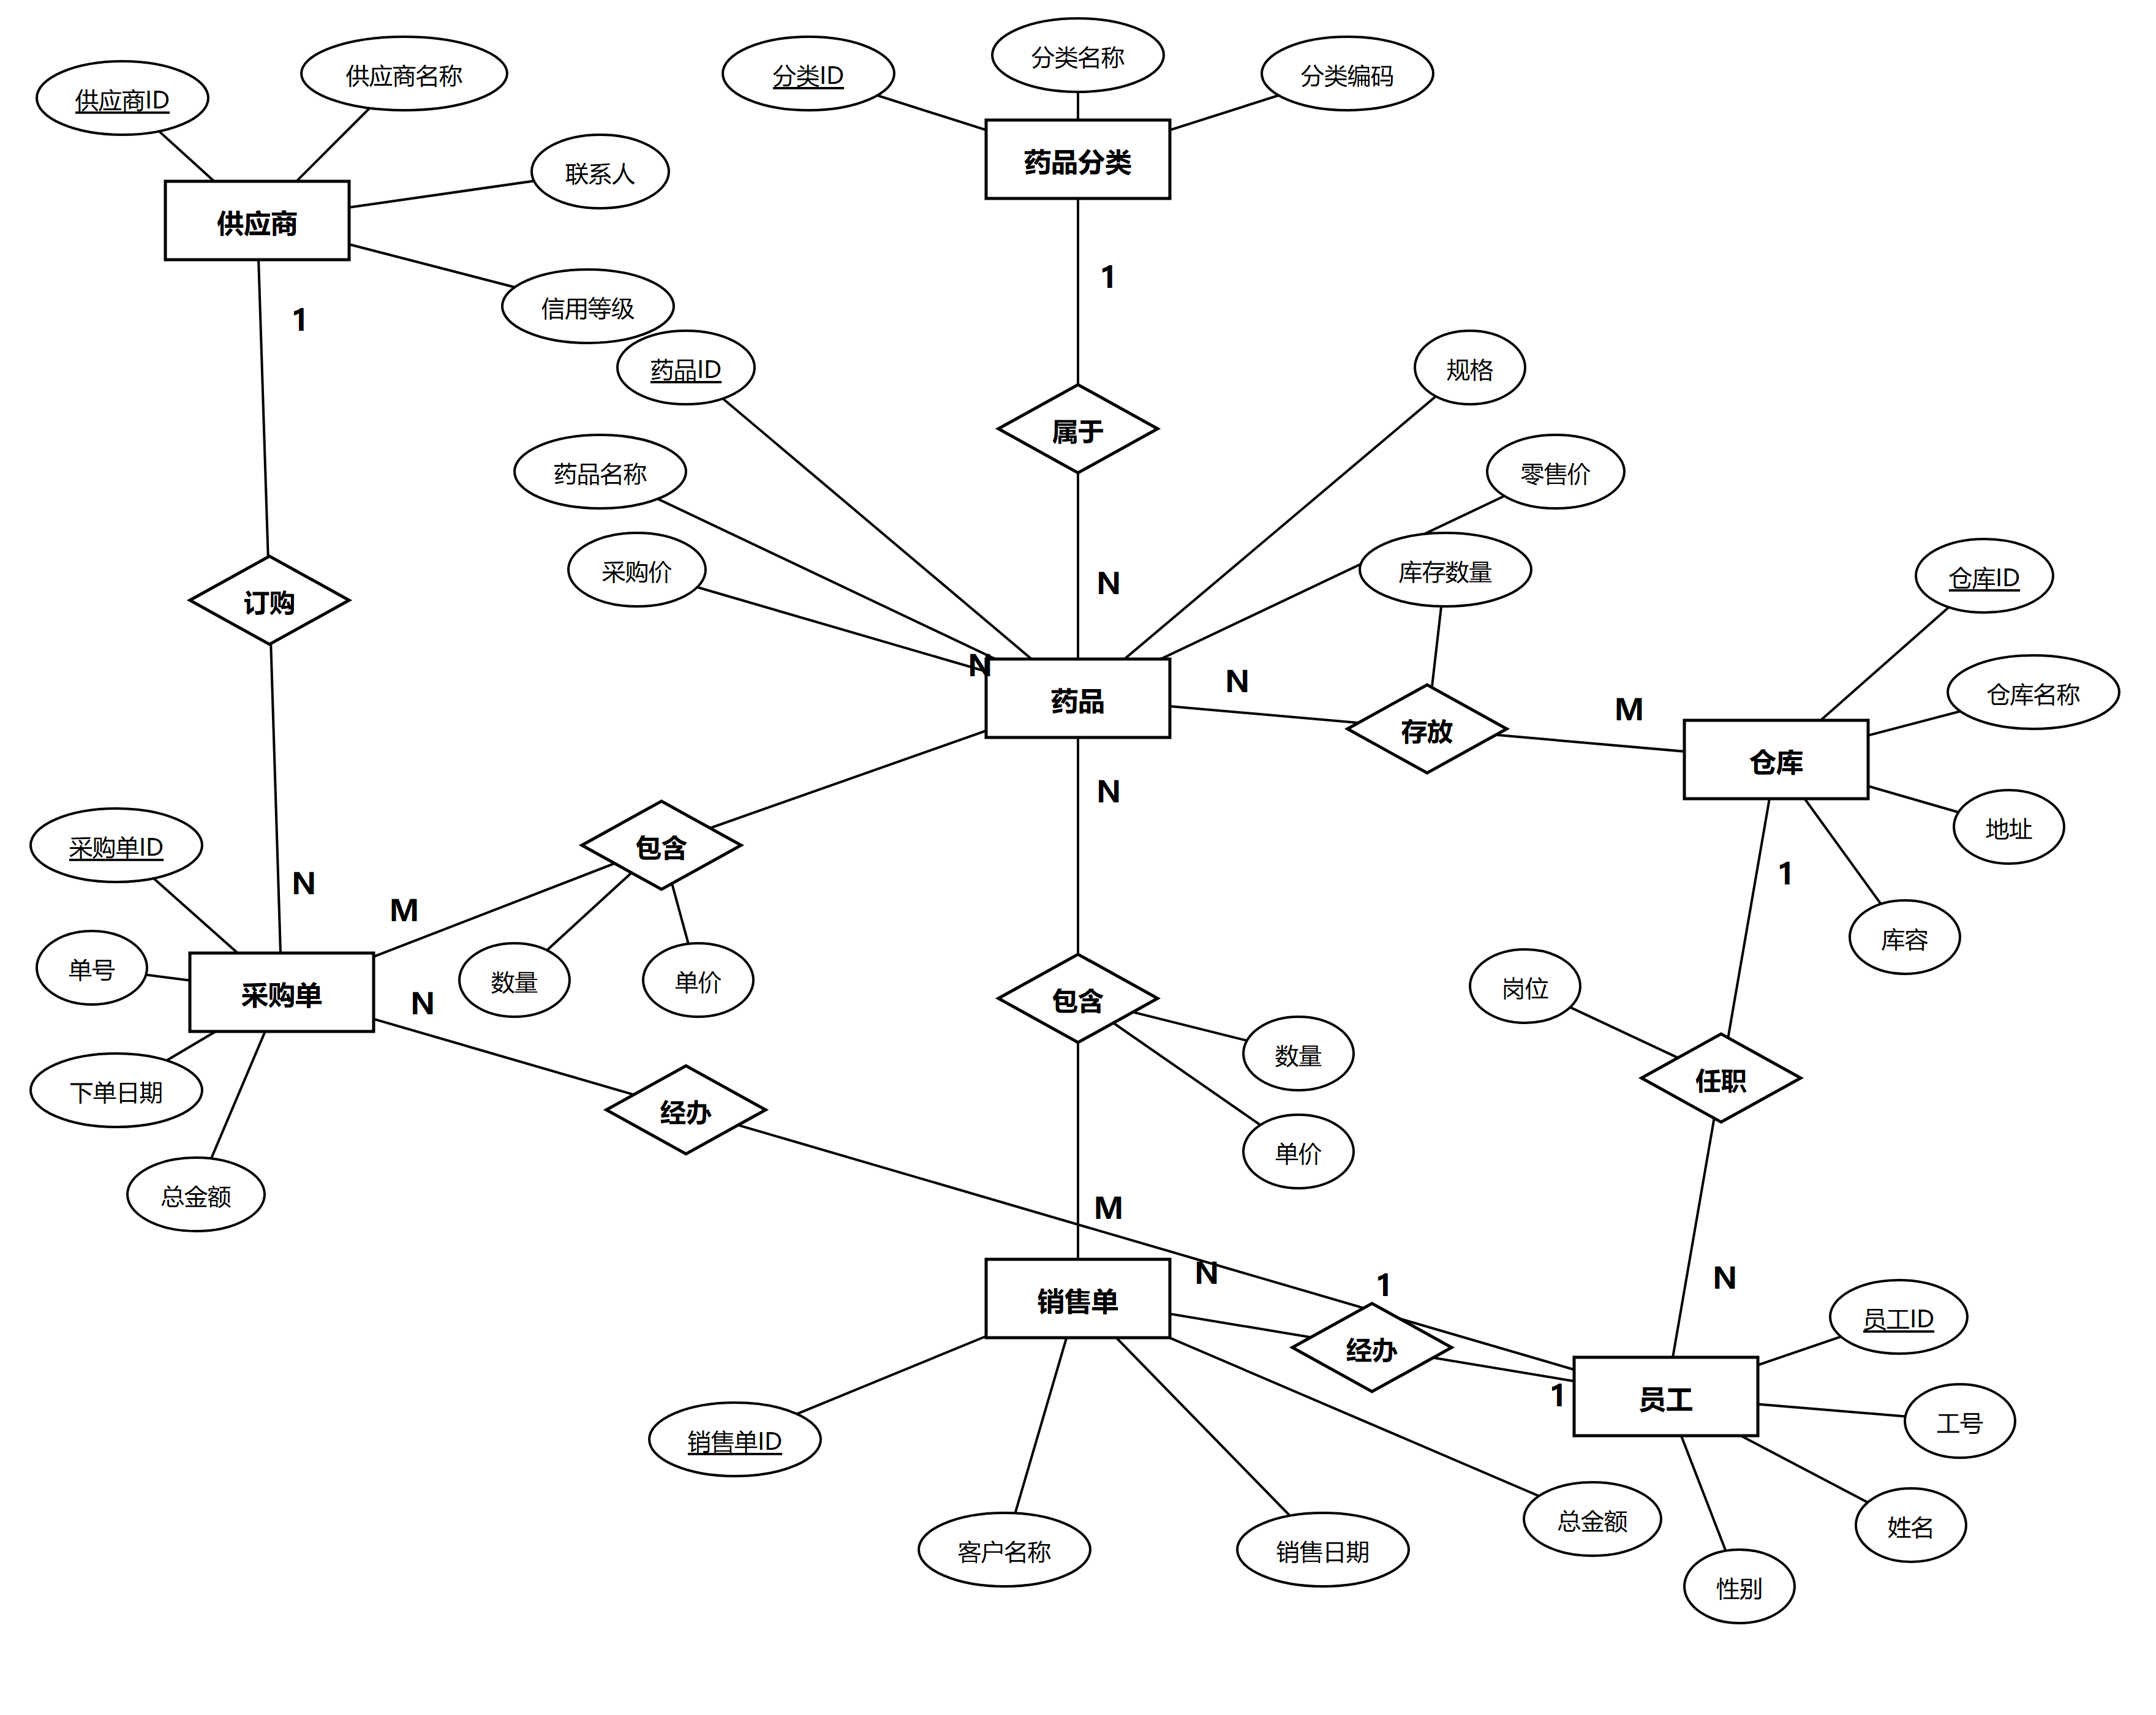 分类名称
供应商名称
分类ID
分类编码
供应商ID
药品分类
联系人
供应商
1
信用等级
1
药品ID
规格
属于
药品名称
零售价
采购价
库存数量
仓库ID
N
订购
N
药品
N
仓库名称
M
存放
仓库
N
地址
采购单ID
包含
1
N
M
库容
单号
数量
单价
岗位
采购单
N
包含
数量
任职
下单日期
经办
单价
总金额
M
N
1
N
销售单
员工ID
经办
1
员工
工号
销售单ID
总金额
姓名
客户名称
销售日期
性别